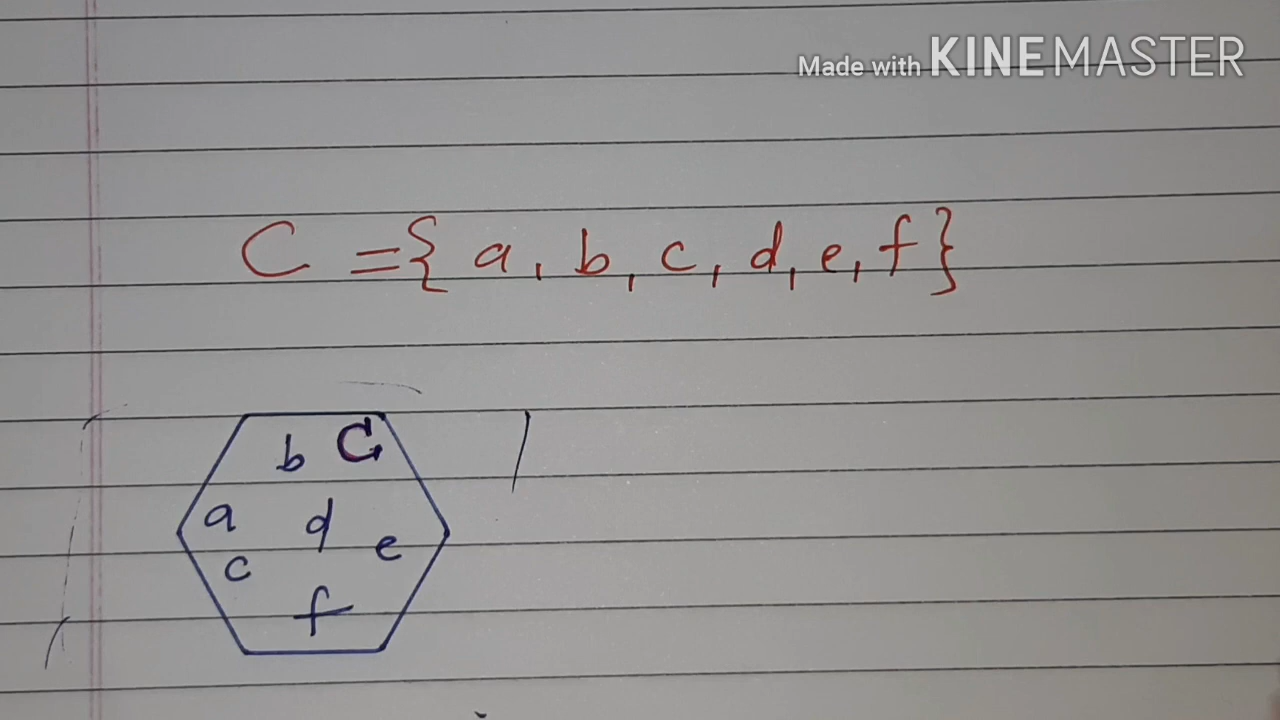 Made with KINEMASTER
C = { a, b, c, d, e, f }
b C
a d e
c
f